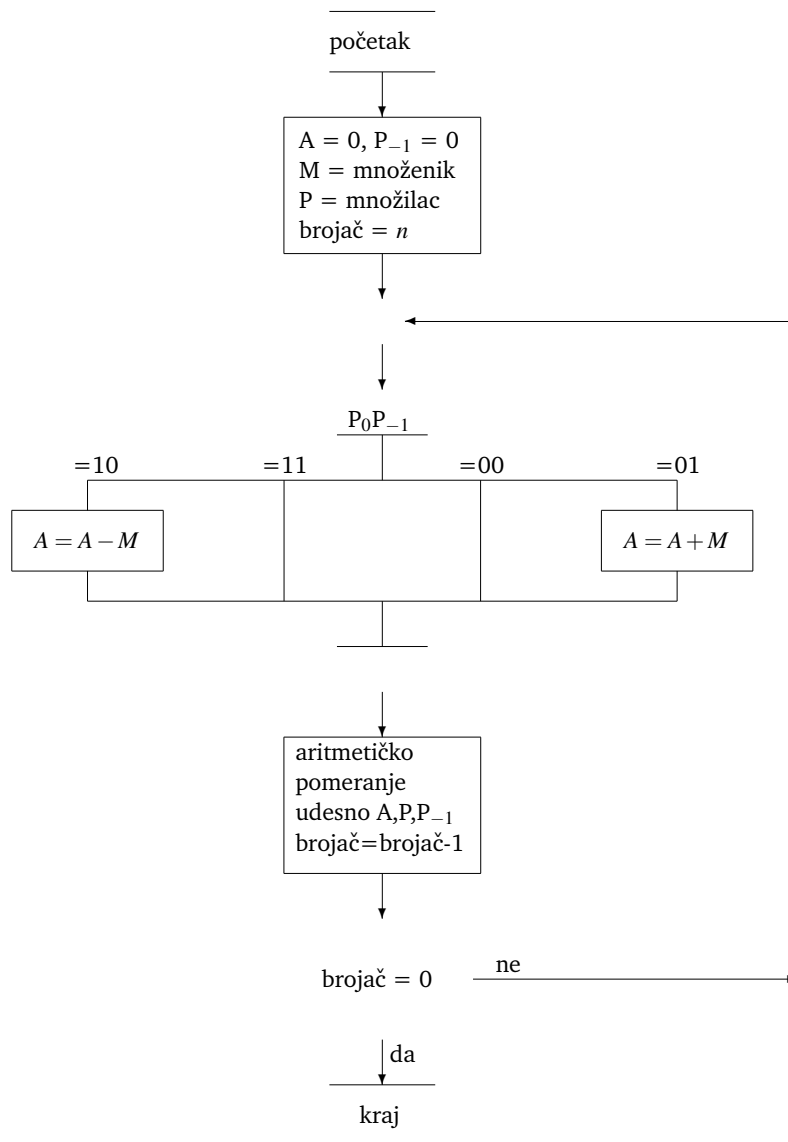 početak
A = 0, P₋₁ = 0
M = množenik
P = množilac
brojač = n
P₀P₋₁
=10
=11
=00
=01
A = A − M
A = A + M
aritmetičko
pomeranje
udesno A,P,P₋₁
brojač=brojač-1
brojač = 0
ne
da
kraj